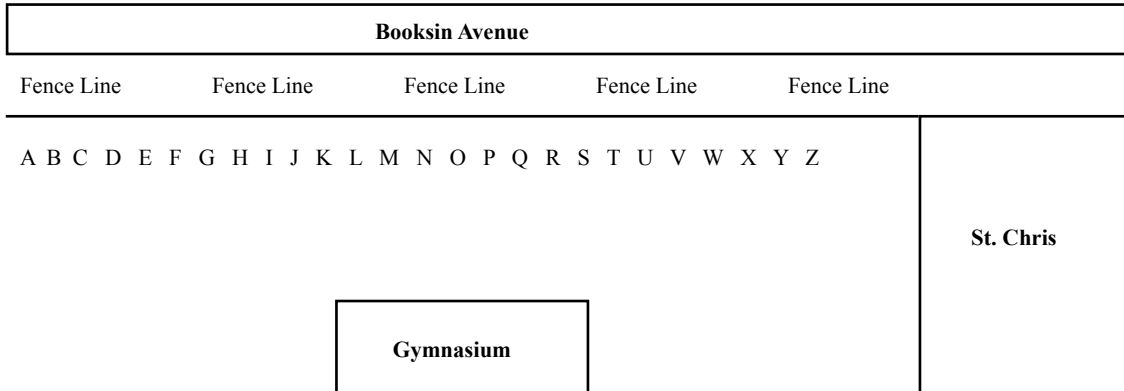 Booksin Avenue
Fence Line Fence Line Fence Line Fence Line Fence Line
A B C D E F G H I J K L M N O P Q R S T U V W X Y Z
St. Chris
Gymnasium